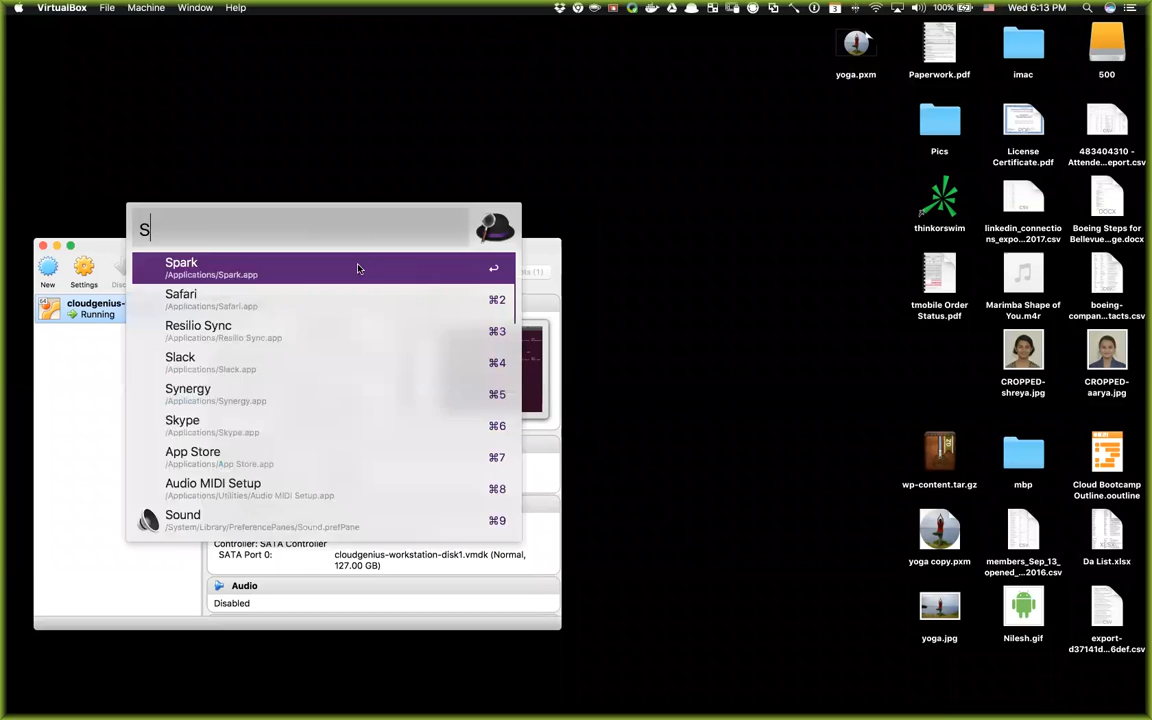 VirtualBox File Machine Window Help
100% Wed 6:13 PM
yoga.pxm
Paperwork.pdf
imac
500
Pics
License
Certificate.pdf
483404310 -
Attende...eport.csv
thinkorswim
linkedin_connectio
ns_expo...2017.csv
Boeing Steps for
Bellevue...ge.docx
tmobile Order
Status.pdf
Marimba Shape of
You.m4r
boeing-
compan...tacts.csv
CROPPED-
shreya.jpg
CROPPED-
aarya.jpg
wp-content.tar.gz
mbp
Cloud Bootcamp
Outline.ooutline
yoga copy.pxm
members_Sep_13_
opened_...2016.csv
Da List.xlsx
yoga.jpg
Nilesh.gif
export-
d37141d...6def.csv
S
Spark
/Applications/Spark.app
Safari
/Applications/Safari.app
⌘2
Resilio Sync
/Applications/Resilio Sync.app
⌘3
Slack
/Applications/Slack.app
⌘4
Synergy
/Applications/Synergy.app
⌘5
Skype
/Applications/Skype.app
⌘6
App Store
/Applications/App Store.app
⌘7
Audio MIDI Setup
/Applications/Utilities/Audio MIDI Setup.app
⌘8
Sound
/System/Library/PreferencePanes/Sound.prefPane
⌘9
New Settings
cloudgenius-
Running
Controller: SATA Controller
SATA Port 0: cloudgenius-workstation-disk1.vmdk (Normal,
127.00 GB)
Audio
Disabled